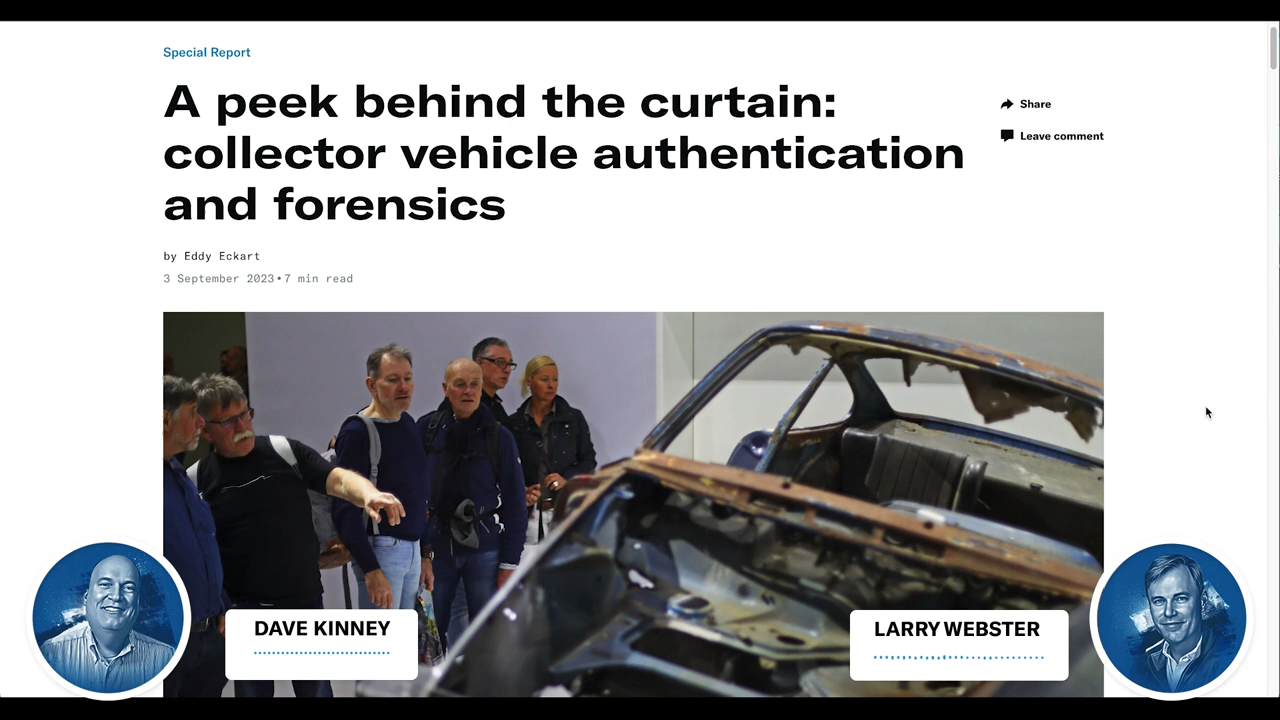 Special Report
A peek behind the curtain:
collector vehicle authentication
and forensics
Share
Leave comment
by Eddy Eckart
3 September 2023 • 7 min read
DAVE KINNEY
LARRY WEBSTER